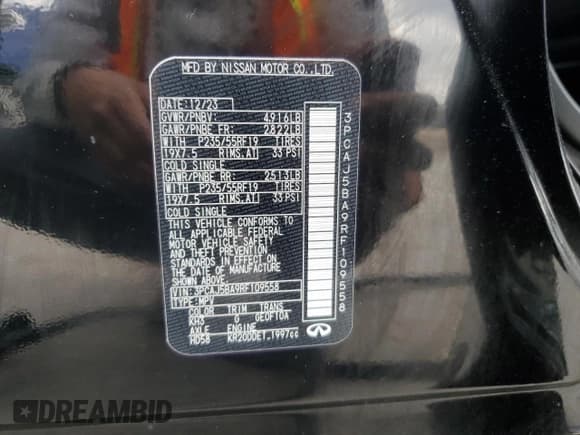 MFD BY NISSAN MOTOR CO.,LTD.
DATE: 12/23
GVWR/PNBV: 4916LB
GAWR/PNBE FR: 2822LB
WITH P235/55RF19 TIRES
19X7.5 RIMS,AT 33 PSI
COLD SINGLE
GAWR/PNBE RR: 2513LB
WITH P235/55RF19 TIRES
19X7.5 RIMS,AT 33 PSI
COLD SINGLE
THIS VEHICLE CONFORMS TO
ALL APPLICABLE FEDERAL
MOTOR VEHICLE SAFETY
AND THEFT PREVENTION
STANDARDS IN EFFECT ON
THE DATE OF MANUFACTURE
SHOWN ABOVE.
VIN: 3PCAJ5BA9RF109558
TYPE: MPV
COLOR TRIM TRANS
KH3 G GE0FT0A
AXLE ENGINE
RD58 KR20DDET 1997cc
3PCAJ5BA9RF109558
DREAMBID